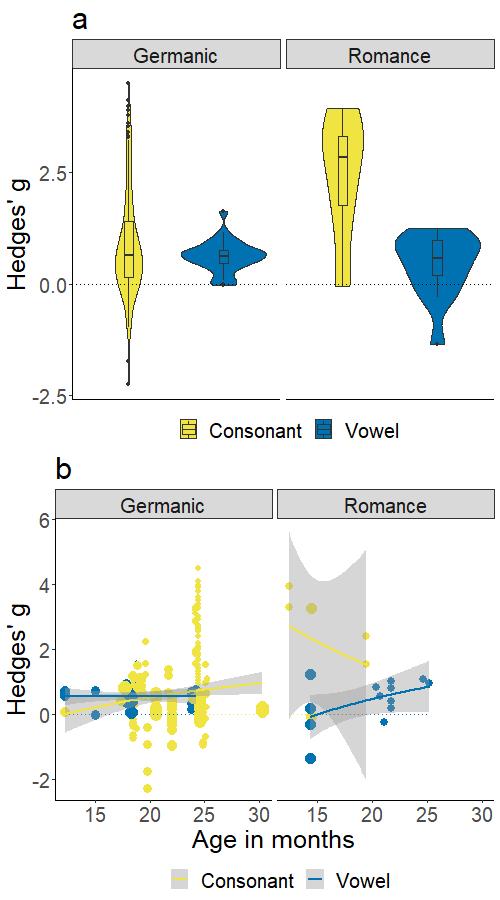 a
Germanic Romance
Hedges' g
2.5
0.0
-2.5
Consonant Vowel
b
Germanic Romance
Hedges' g
6
4
2
0
-2
15 20 25 30 15 20 25 30
Age in months
Consonant Vowel